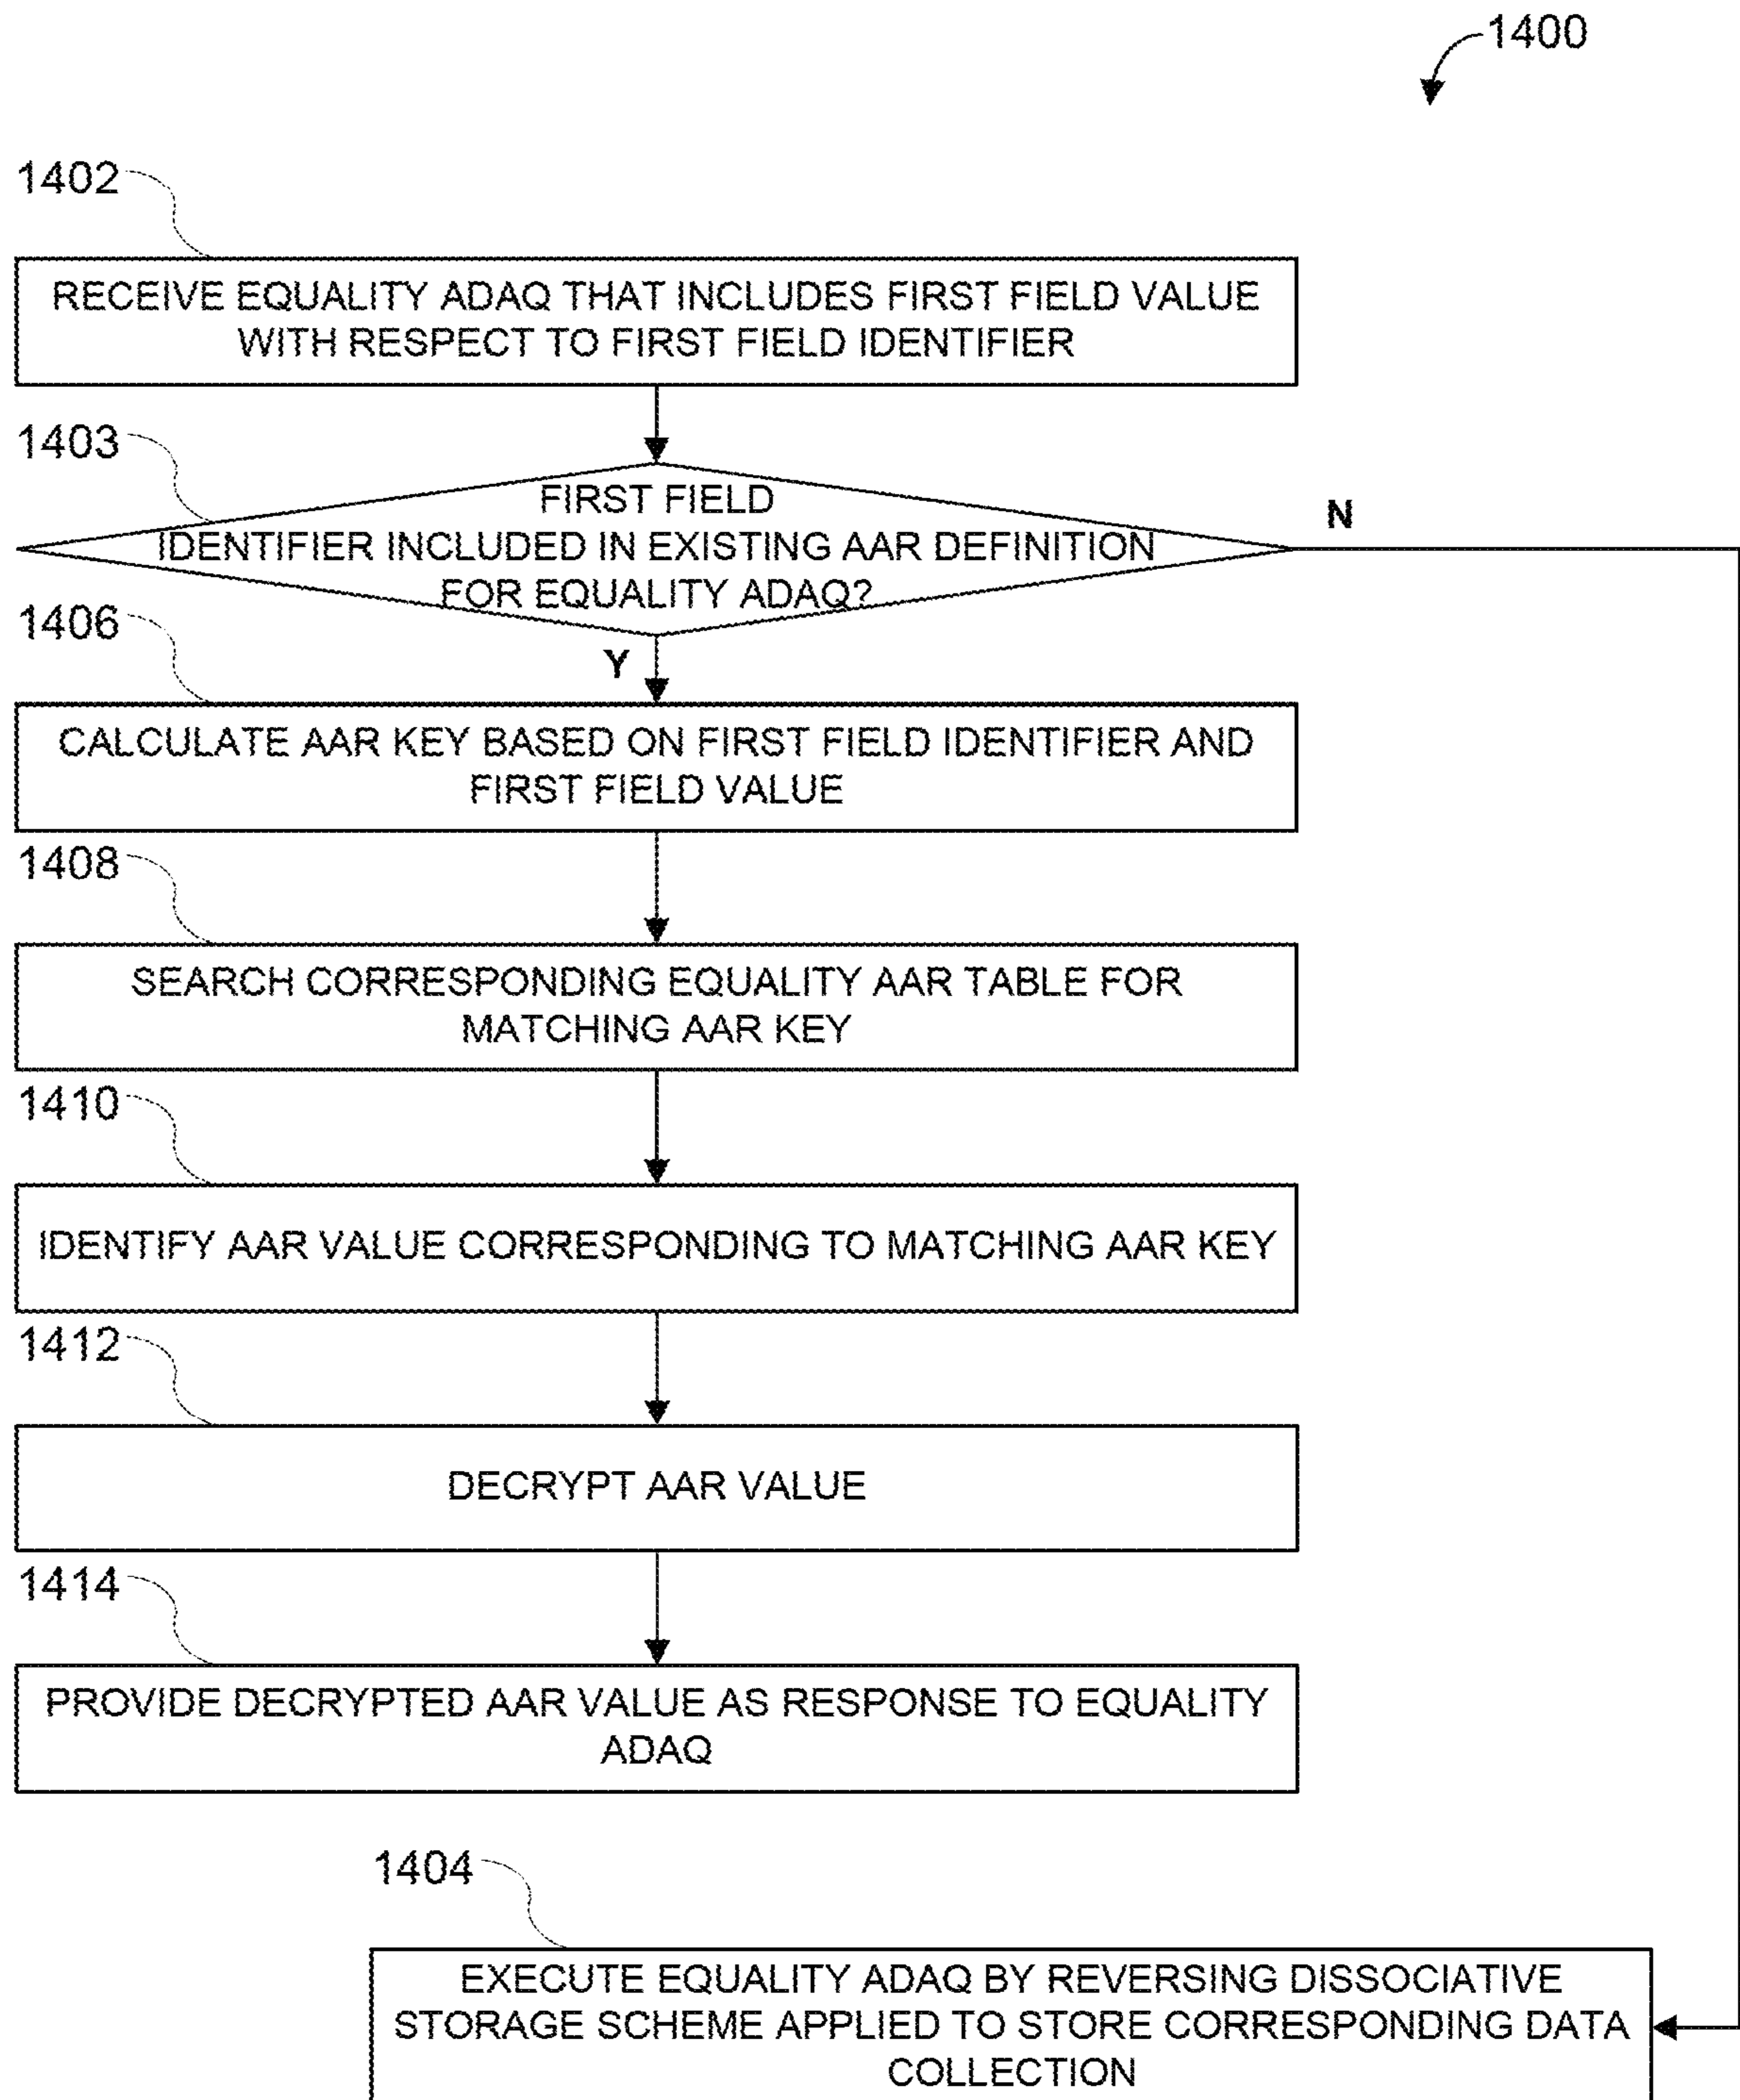 1400
1402
RECEIVE EQUALITY ADAQ THAT INCLUDES FIRST FIELD VALUE
WITH RESPECT TO FIRST FIELD IDENTIFIER
1403
FIRST FIELD
IDENTIFIER INCLUDED IN EXISTING AAR DEFINITION
FOR EQUALITY ADAQ?
N
Y
1406
CALCULATE AAR KEY BASED ON FIRST FIELD IDENTIFIER AND
FIRST FIELD VALUE
1408
SEARCH CORRESPONDING EQUALITY AAR TABLE FOR
MATCHING AAR KEY
1410
IDENTIFY AAR VALUE CORRESPONDING TO MATCHING AAR KEY
1412
DECRYPT AAR VALUE
1414
PROVIDE DECRYPTED AAR VALUE AS RESPONSE TO EQUALITY
ADAQ
1404
EXECUTE EQUALITY ADAQ BY REVERSING DISSOCIATIVE
STORAGE SCHEME APPLIED TO STORE CORRESPONDING DATA
COLLECTION